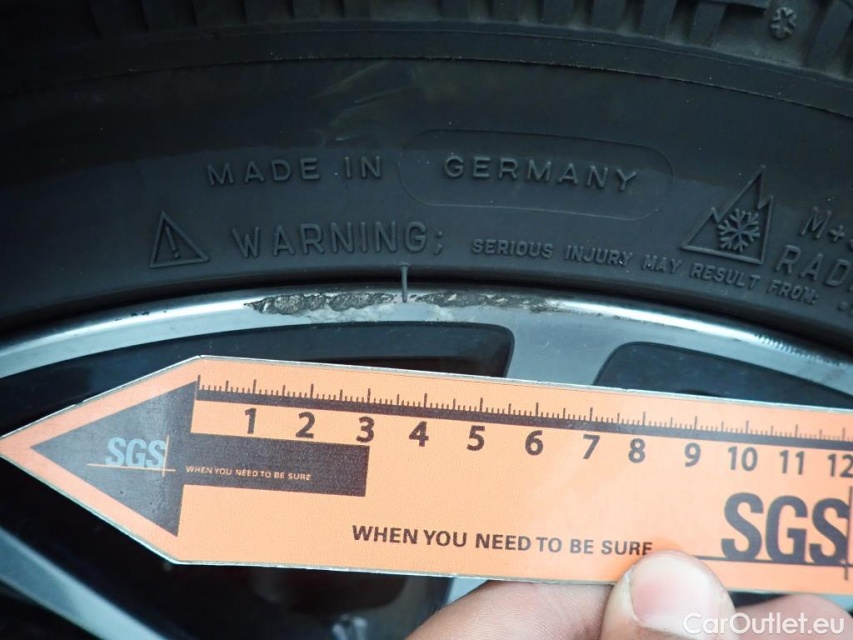 MADE IN GERMANY
WARNING; SERIOUS INJURY MAY RESULT FROM:
1 2 3 4 5 6 7 8 9 10 11 12
SGS WHEN YOU NEED TO BE SURE
WHEN YOU NEED TO BE SURE
SGS
CarOutlet.eu